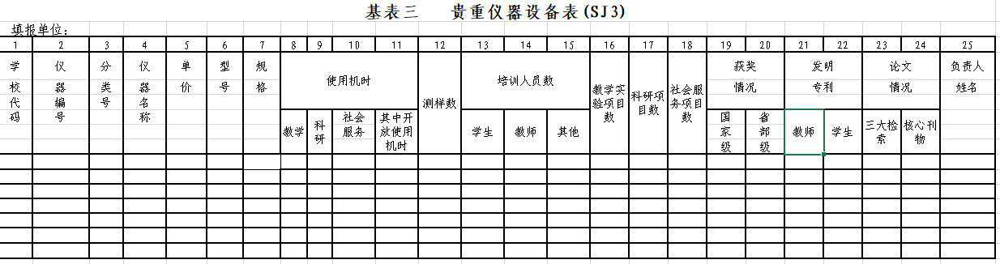 基表三 贵重仪器设备表(SJ3)
填报单位：
1 2 3 4 5 6 7 8 9 10 11 12 13 14 15 16 17 18 19 20 21 22 23 24 25
学校代码
仪器编号
分类号
仪器名称
单价
型号
规格
使用机时
教学
科研
社会服务
其中开放使用机时
测样数
培训人员数
学生
教师
其他
教学实验项目数
科研项目数
社会服务项目数
获奖情况
国家级
省部级
发明专利
教师
学生
论文情况
三大检索
核心刊物
负责人姓名